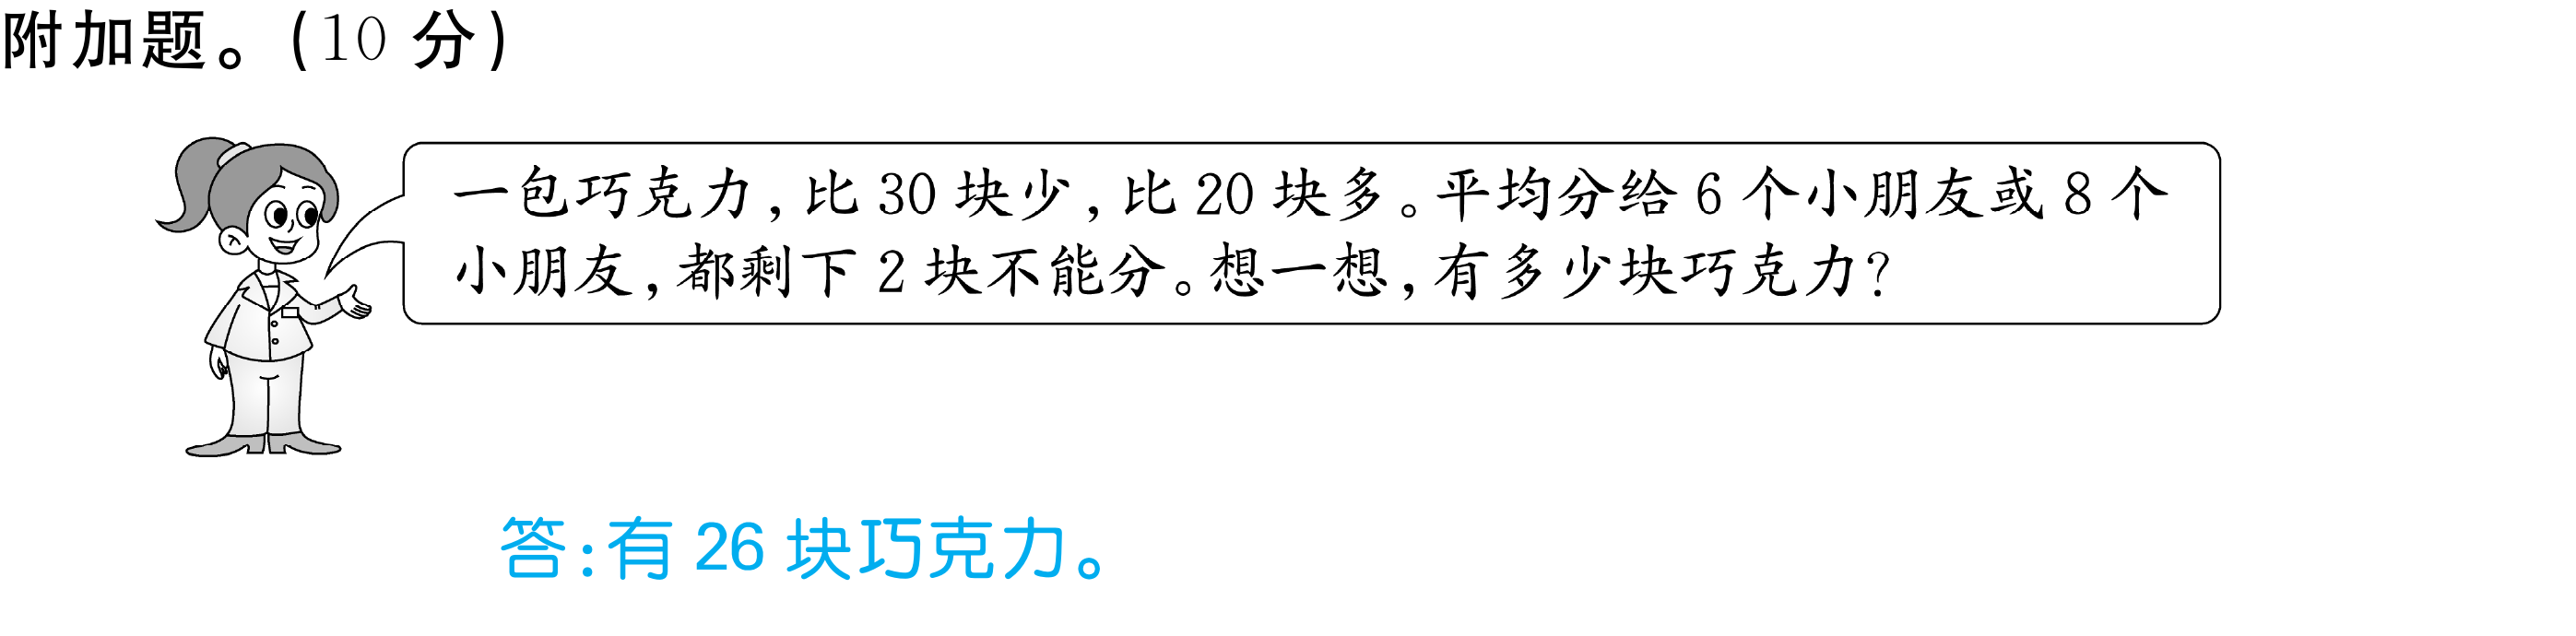 附加题。(10 分)
一包巧克力,比 30 块少,比 20 块多。平均分给 6 个小朋友或 8 个
小朋友,都剩下 2 块不能分。想一想,有多少块巧克力?
答:有 26 块巧克力。